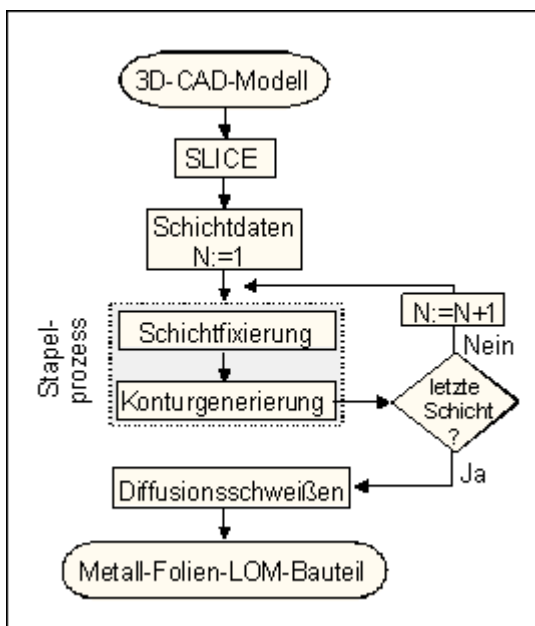 3D-CAD-Modell
SLICE
Schichtdaten
N:=1
N:=N+1
Stapel-
prozess
Schichtfixierung
Nein
Konturgenerierung
letzte
Schicht
?
Ja
Diffusionsschweißen
Metall-Folien-LOM-Bauteil